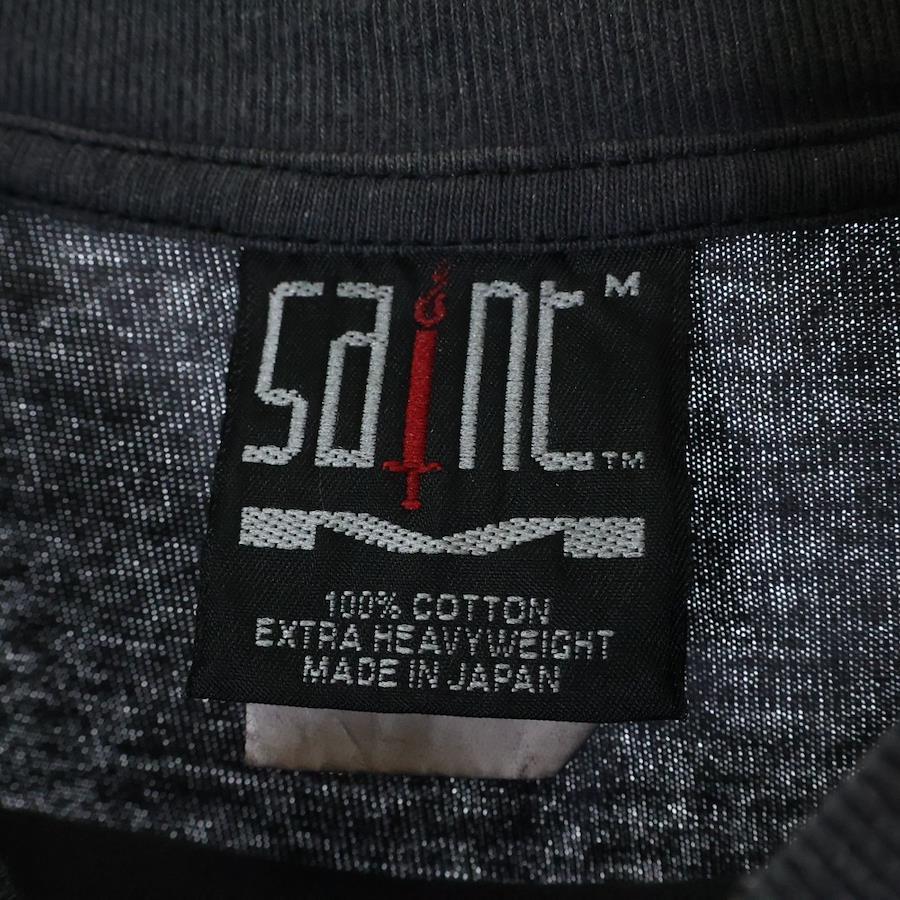 SaINt M
TM
100% COTTON
EXTRA HEAVYWEIGHT
MADE IN JAPAN